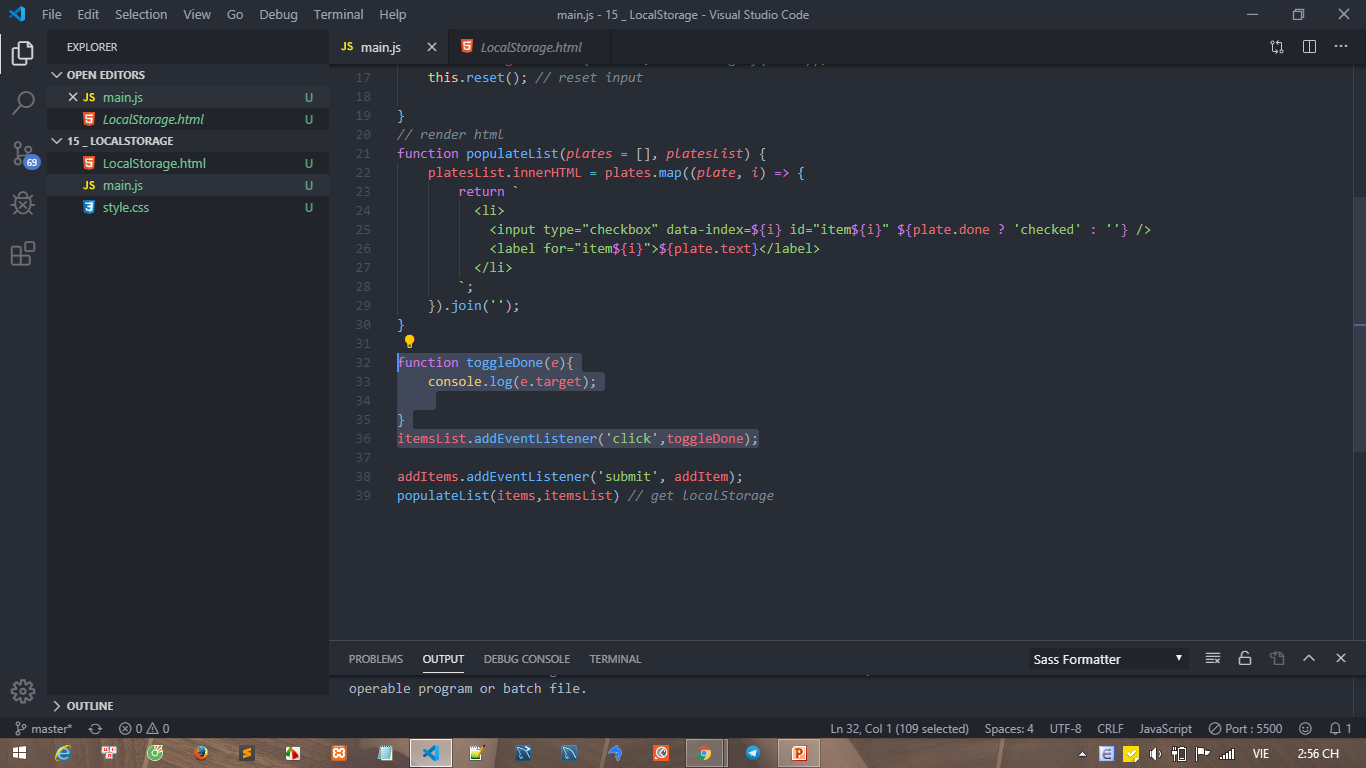 File Edit Selection View Go Debug Terminal Help main.js - 15 _ LocalStorage - Visual Studio Code
EXPLORER
OPEN EDITORS
JS main.js U
LocalStorage.html U
15 _ LOCALSTORAGE
LocalStorage.html U
JS main.js U
style.css U
69
OUTLINE
JS main.js LocalStorage.html
17 this.reset(); // reset input
18
19 }
20 // render html
21 function populateList(plates = [], platesList) {
22 platesList.innerHTML = plates.map((plate, i) => {
23 return `
24 <li>
25 <input type="checkbox" data-index=${i} id="item${i}" ${plate.done ? 'checked' : ''} />
26 <label for="item${i}">${plate.text}</label>
27 </li>
28 `;
29 }).join('');
30 }
31
32 function toggleDone(e){
33 console.log(e.target);
34
35 }
36 itemsList.addEventListener('click',toggleDone);
37
38 addItems.addEventListener('submit', addItem);
39 populateList(items,itemsList) // get localStorage
PROBLEMS OUTPUT DEBUG CONSOLE TERMINAL Sass Formatter
operable program or batch file.
master* 0 0 Ln 32, Col 1 (109 selected) Spaces: 4 UTF-8 CRLF JavaScript Port : 5500 1
VIE 2:56 CH